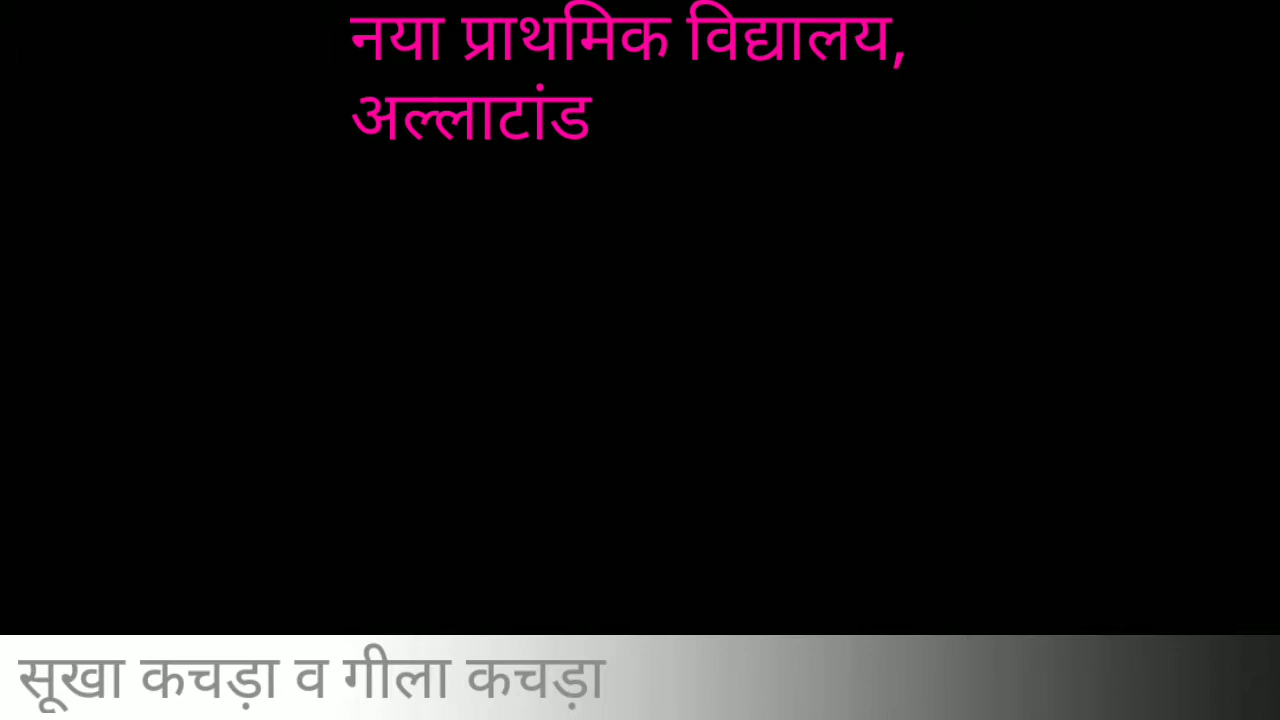 नया प्राथमिक विद्यालय,
अल्लाटांड
सूखा कचड़ा व गीला कचड़ा